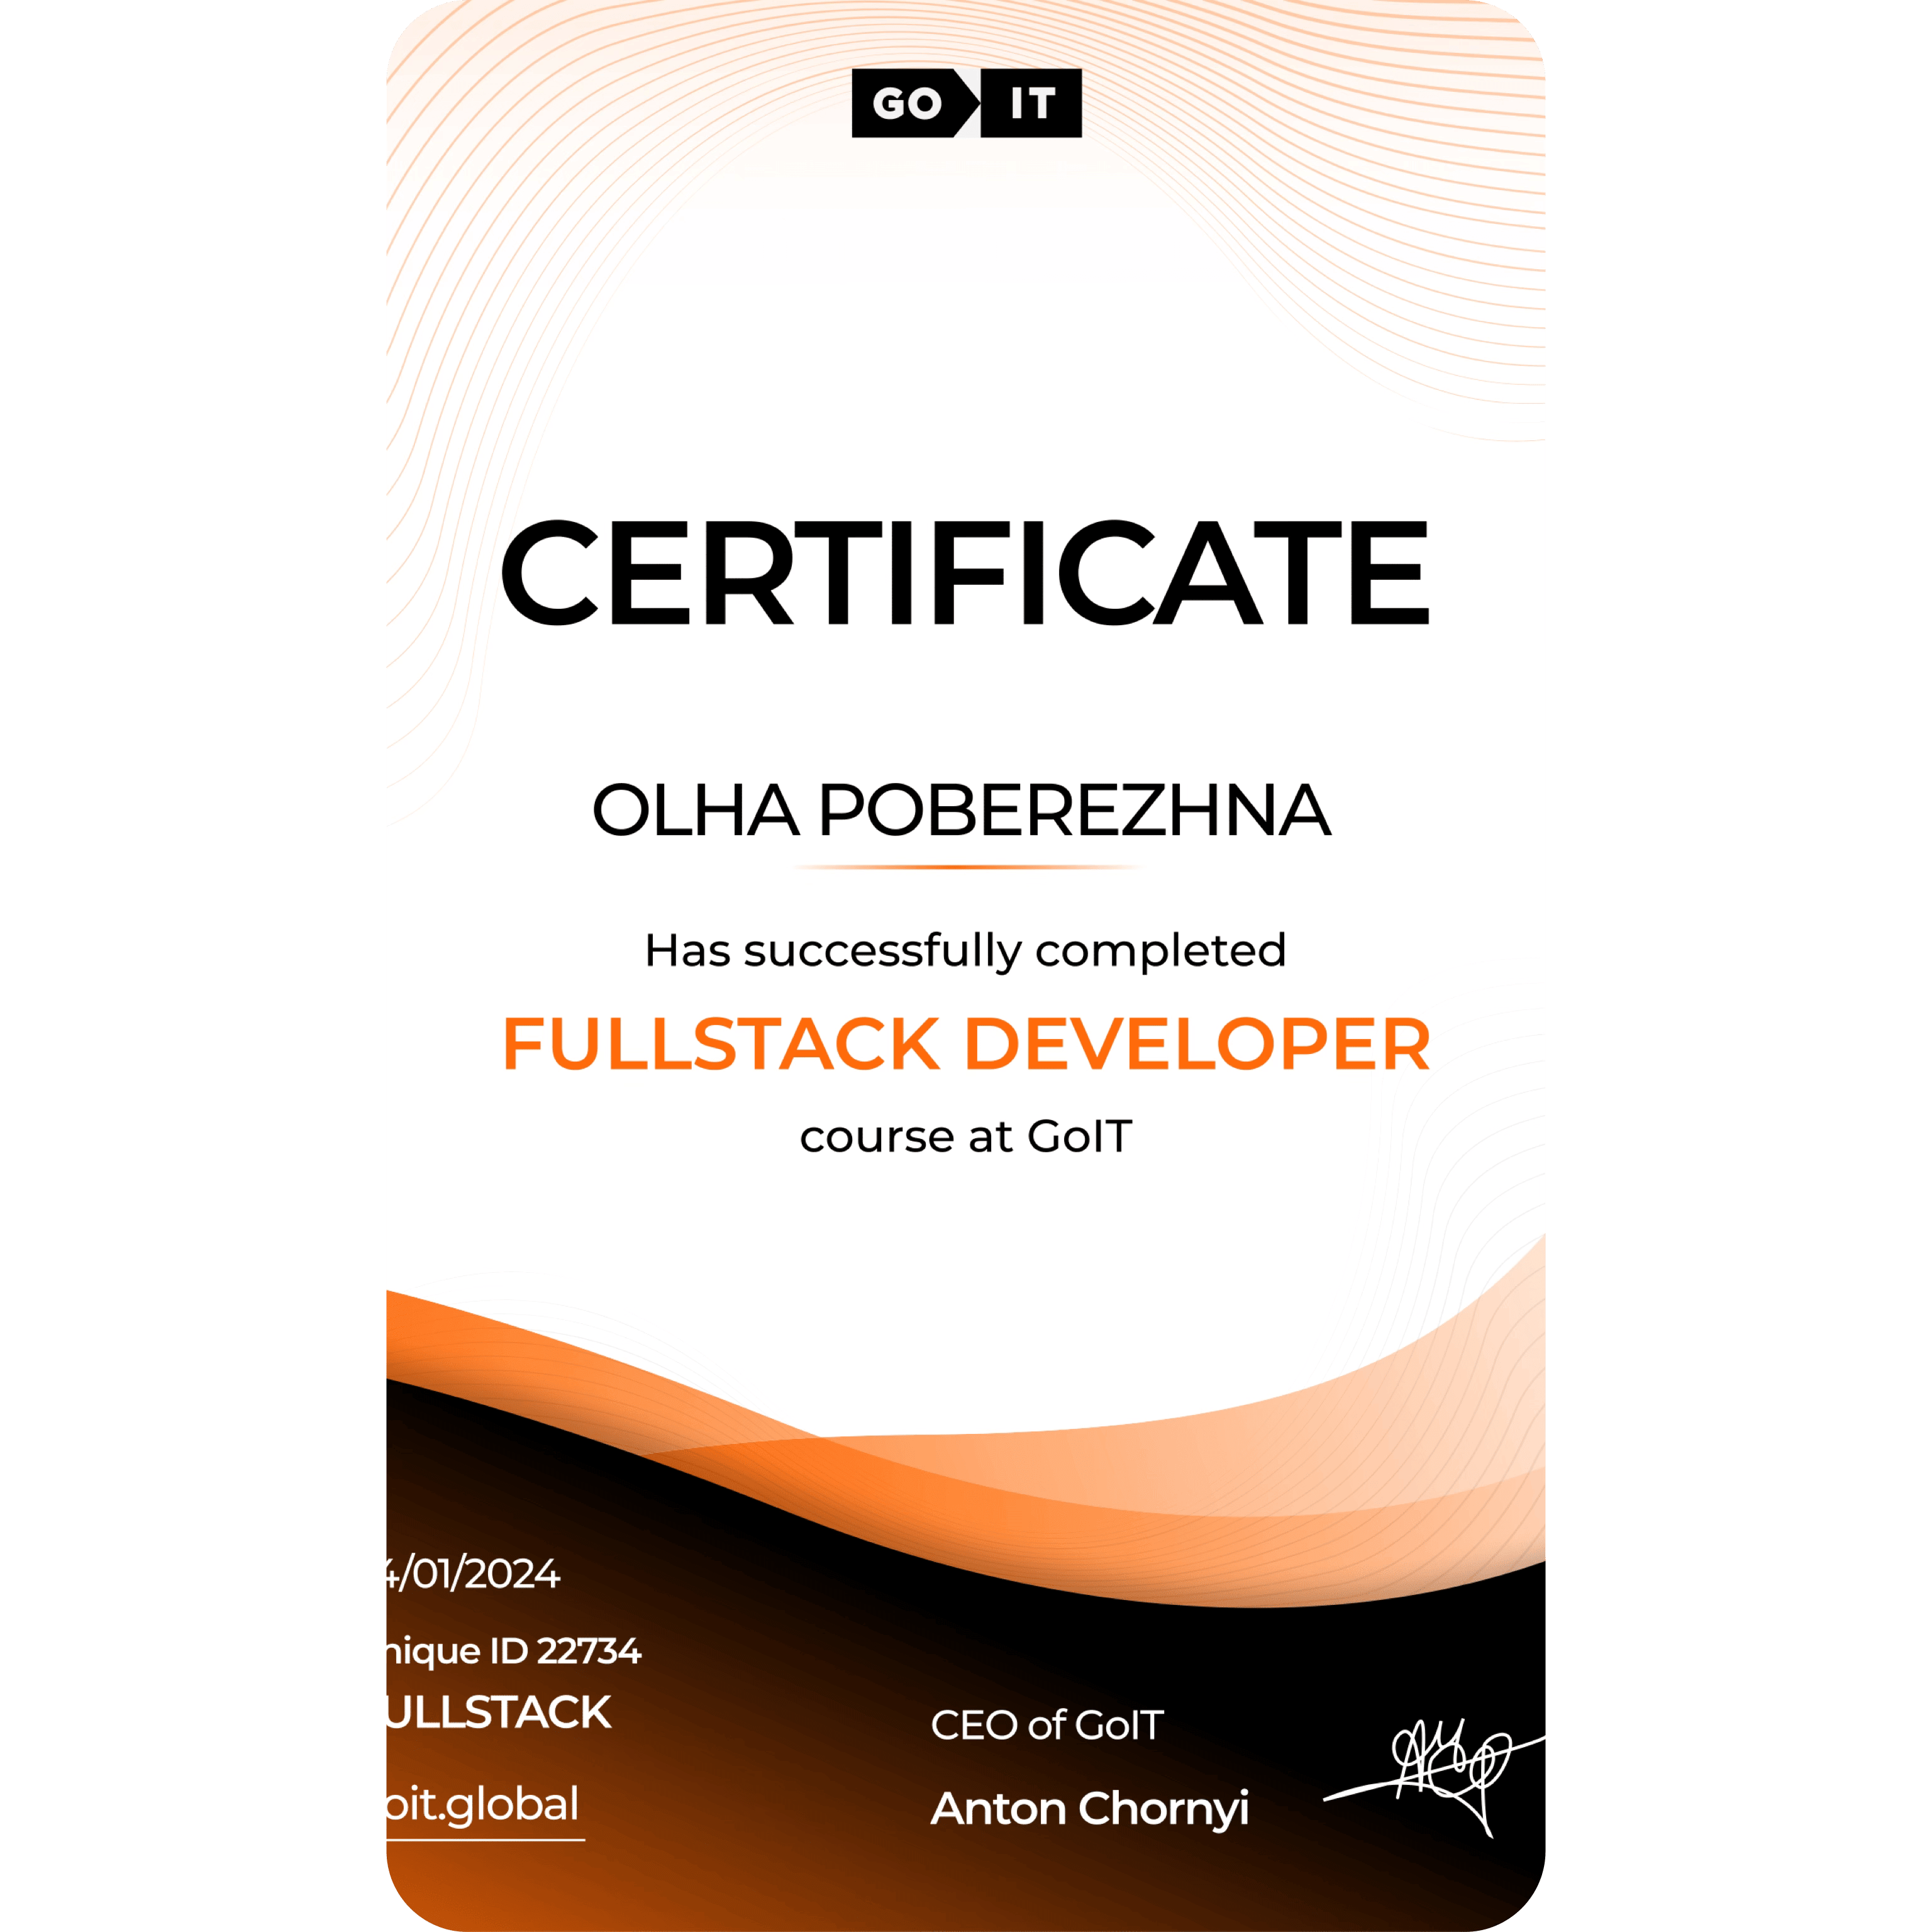 GO IT
CERTIFICATE
OLHA POBEREZHNA
Has successfully completed
FULLSTACK DEVELOPER
course at GoIT
4/01/2024
nique ID 22734
ULLSTACK
oit.global
CEO of GoIT
Anton Chornyi